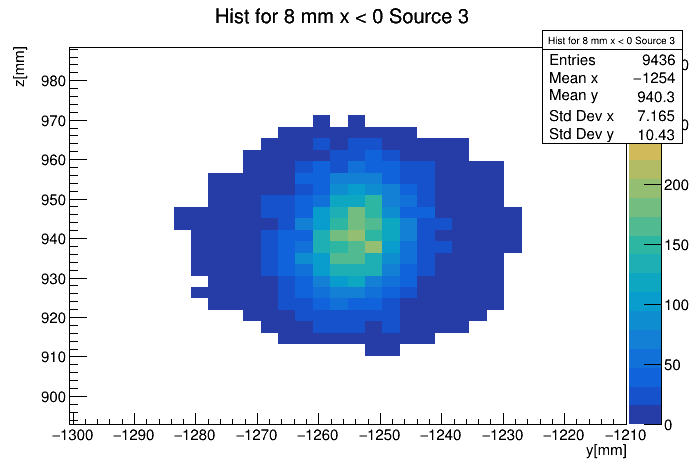 Hist for 8 mm x < 0 Source 3
z[mm]
Hist for 8 mm x < 0 Source 3
Entries 9436
Mean x −1254
Mean y 940.3
Std Dev x 7.165
Std Dev y 10.43
980
970
960
950
940
930
920
910
900
0
0
200
150
100
50
0
−1300 −1290 −1280 −1270 −1260 −1250 −1240 −1230 −1220 −1210
y[mm]